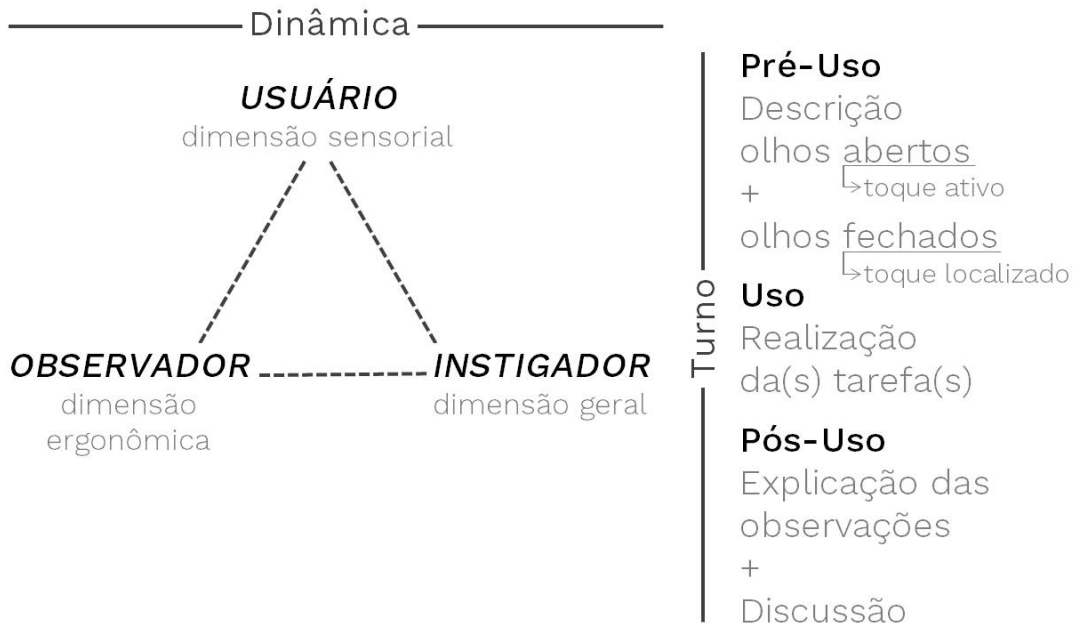 Dinâmica
USUÁRIO
dimensão sensorial
OBSERVADOR
dimensão
ergonômica
INSTIGADOR
dimensão geral
Turno
Pré-Uso
Descrição
olhos abertos
toque ativo
+
olhos fechados
toque localizado
Uso
Realização
da(s) tarefa(s)
Pós-Uso
Explicação das
observações
+
Discussão